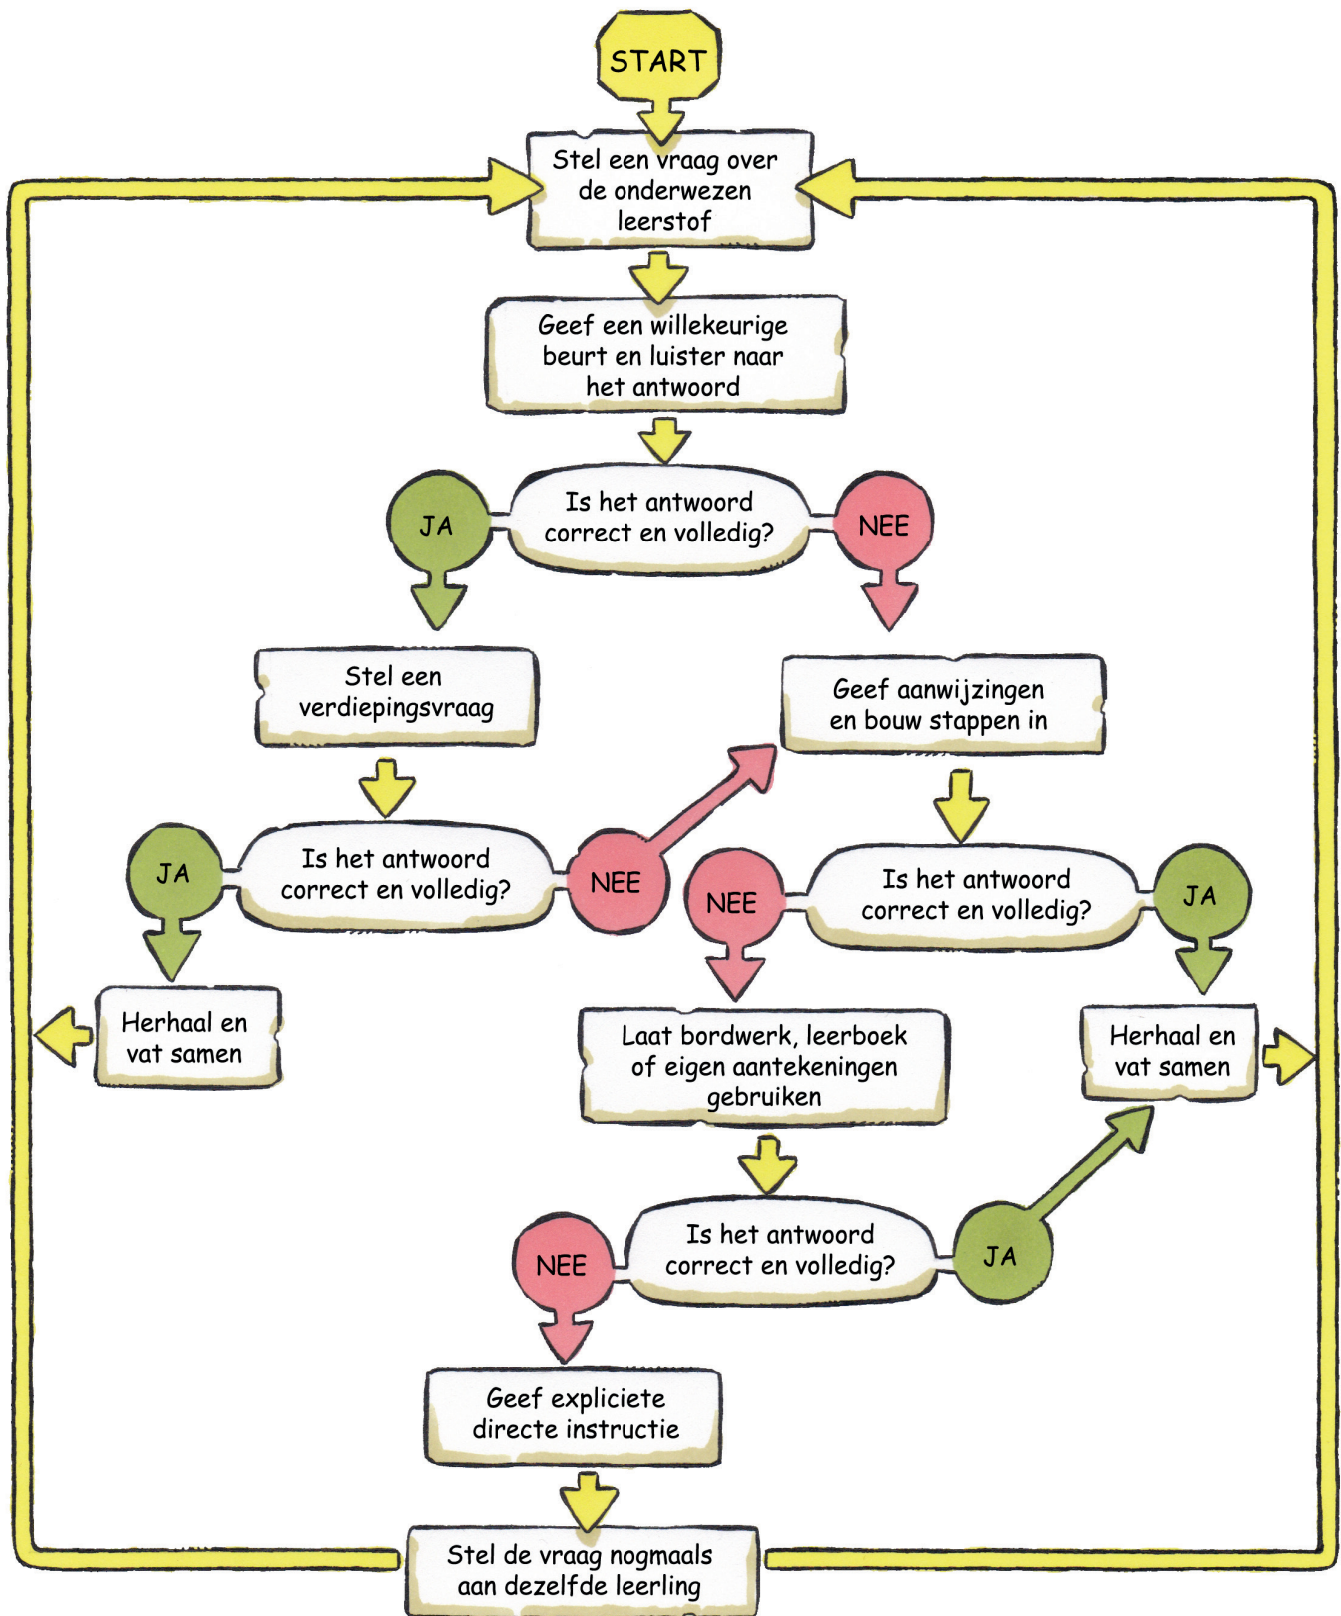 START
Stel een vraag over
de onderwezen
leerstof
Geef een willekeurige
beurt en luister naar
het antwoord
Is het antwoord
correct en volledig?
JA
NEE
Stel een
verdiepingsvraag
Geef aanwijzingen
en bouw stappen in
Is het antwoord
correct en volledig?
JA
NEE
Is het antwoord
correct en volledig?
NEE
JA
Herhaal en
vat samen
Laat bordwerk, leerboek
of eigen aantekeningen
gebruiken
Herhaal en
vat samen
Is het antwoord
correct en volledig?
NEE
JA
Geef expliciete
directe instructie
Stel de vraag nogmaals
aan dezelfde leerling